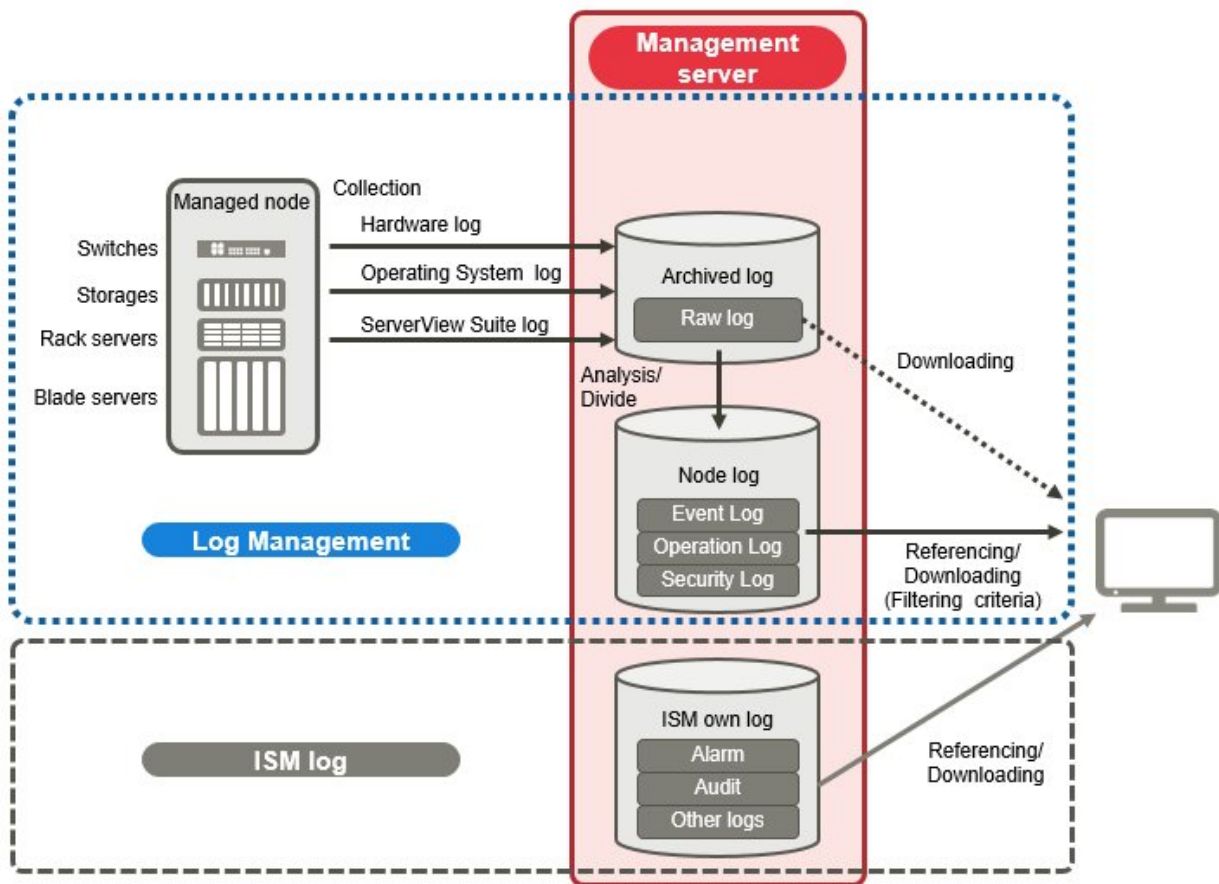 Management
server
Managed node
Switches
Storages
Rack servers
Blade servers
Collection
Hardware log
Operating System log
ServerView Suite log
Archived log
Raw log
Downloading
Analysis/
Divide
Node log
Event Log
Operation Log
Security Log
Referencing/
Downloading
(Filtering criteria)
Log Management
ISM log
ISM own log
Alarm
Audit
Other logs
Referencing/
Downloading